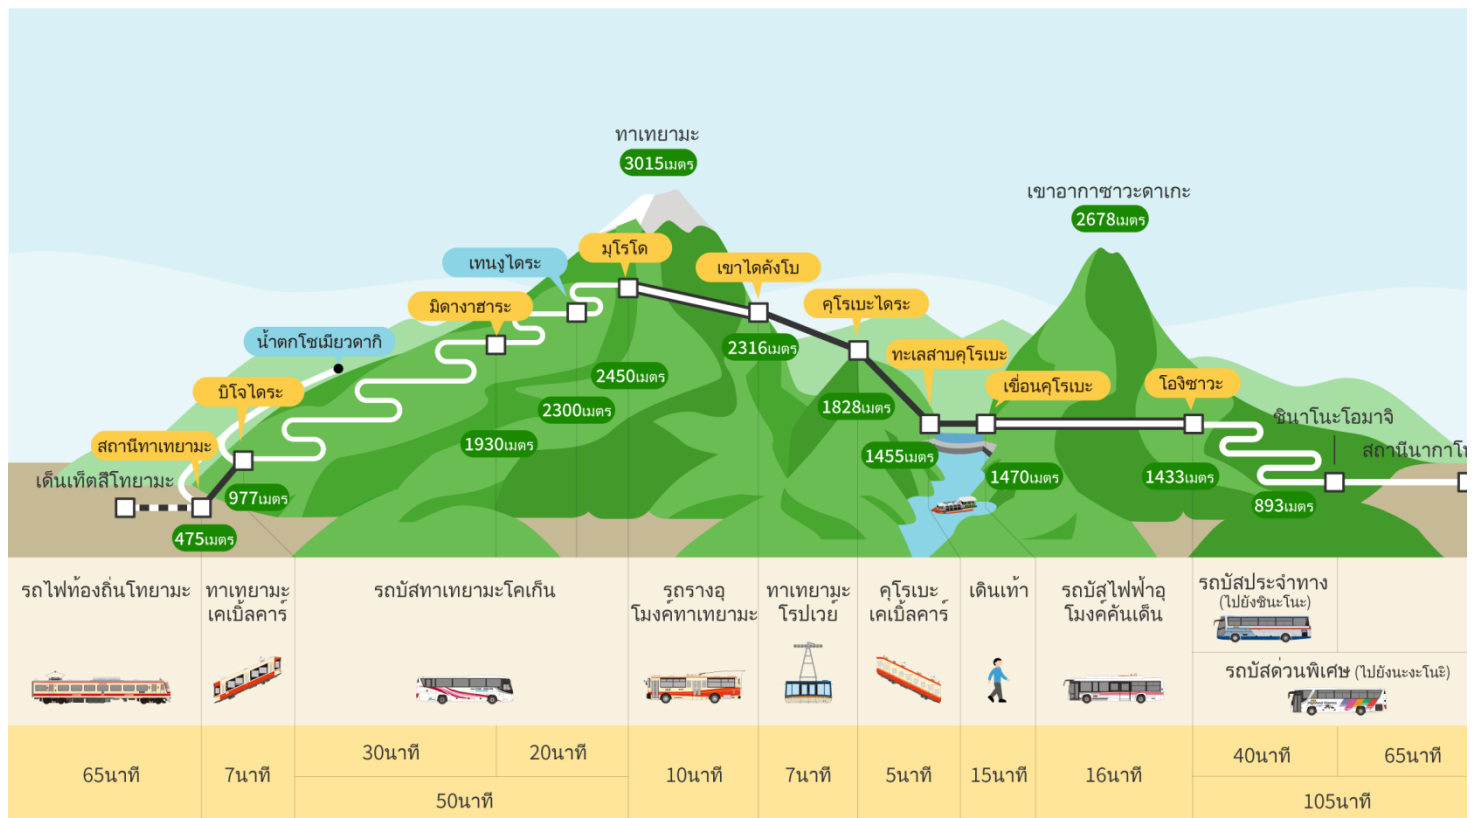 ทาเทยามะ
3015เมตร
เขาอากาซาวะดาเกะ
2678เมตร
มุโรโด
เทนงูไดระ
เขาไดคังโบ
มิดางาฮาระ
คุโรเบะไดระ
น้ำตกโชเมียวดากิ
ทะเลสาบคุโรเบะ
เขื่อนคุโรเบะ
โองิซาวะ
บิโจไดระ
ชินาโนะโอมาจิ
สถานีทาเทยามะ
เด็นเท็ตสึโทยามะ
2316เมตร
2450เมตร
2300เมตร
1828เมตร
1930เมตร
1455เมตร
1470เมตร
1433เมตร
977เมตร
893เมตร
475เมตร
รถไฟท้องถิ่นโทยามะ
ทาเทยามะ
เคเบิ้ลคาร์
รถบัสทาเทยามะโคเก็น
รถรางอุ
โมงค์ทาเทยามะ
ทาเทยามะ
โรปเวย์
คุโรเบะ
เคเบิ้ลคาร์
เดินเท้า
รถบัสไฟฟ้าอุ
โมงค์คันเด็น
รถบัสประจำทาง
(ไปยังชินะโนะ)
รถบัสด่วนพิเศษ (ไปยังนะงะโนะ)
65นาที
7นาที
30นาที
20นาที
50นาที
10นาที
7นาที
5นาที
15นาที
16นาที
40นาที
65นาที
105นาที